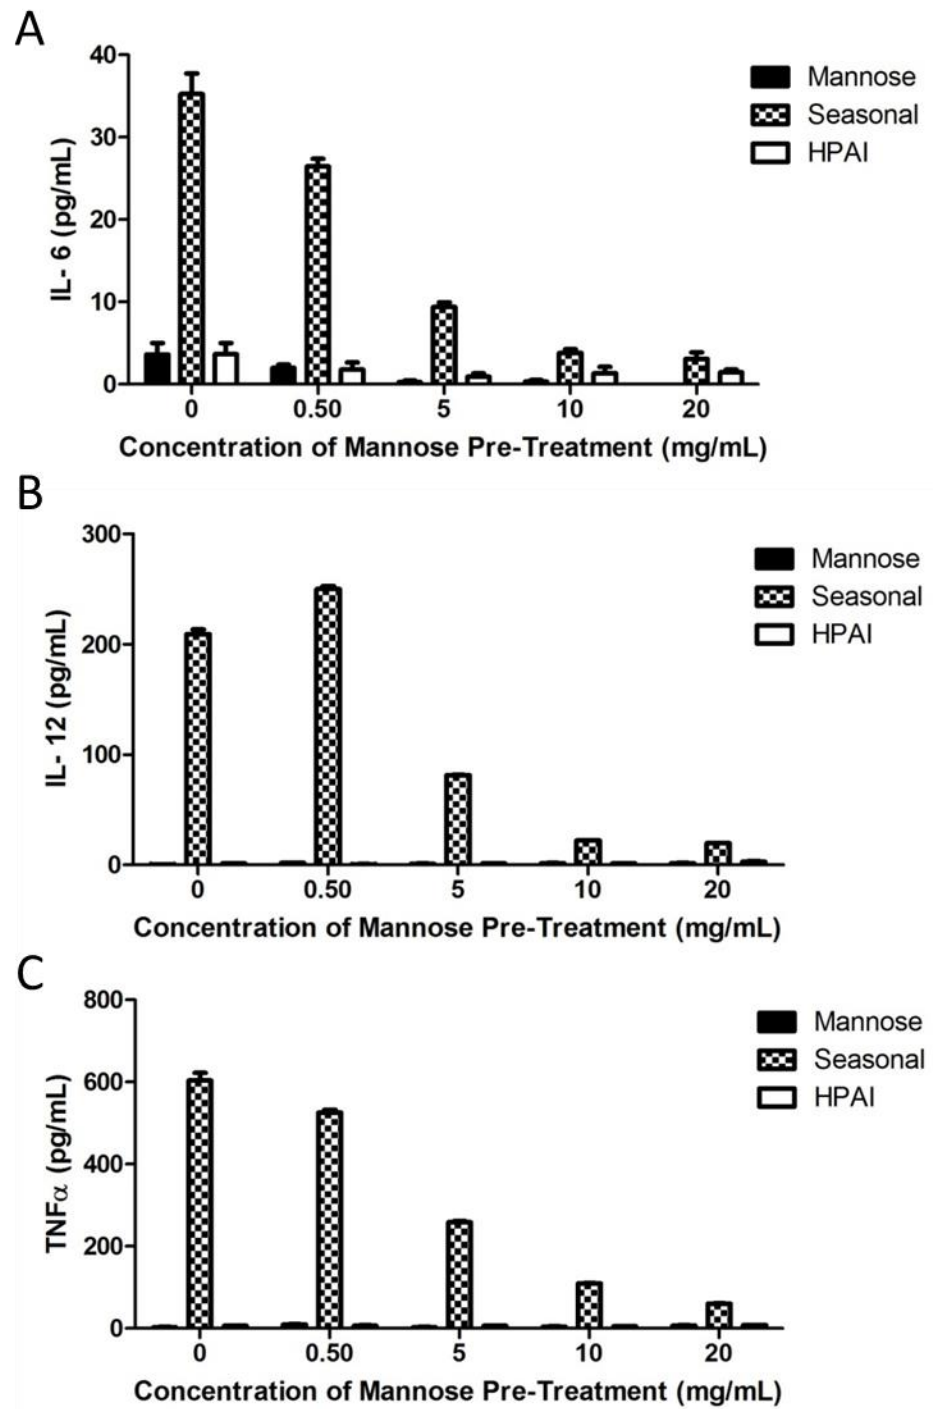 A
40
30
20
10
0
IL- 6 (pg/mL)
Mannose
Seasonal
HPAI
0 0.50 5 10 20
Concentration of Mannose Pre-Treatment (mg/mL)
B
300
200
100
0
IL- 12 (pg/mL)
Mannose
Seasonal
HPAI
0 0.50 5 10 20
Concentration of Mannose Pre-Treatment (mg/mL)
C
800
600
400
200
0
TNFα (pg/mL)
Mannose
Seasonal
HPAI
0 0.50 5 10 20
Concentration of Mannose Pre-Treatment (mg/mL)